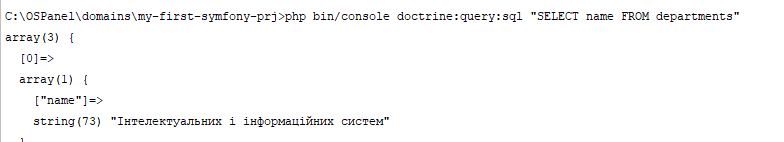 C:\OSPanel\domains\my-first-symfony-prj>php bin/console doctrine:query:sql "SELECT name FROM departments"
array(3) {
  [0]=>
  array(1) {
    ["name"]=>
    string(73) "Інтелектуальних і інформаційних систем"